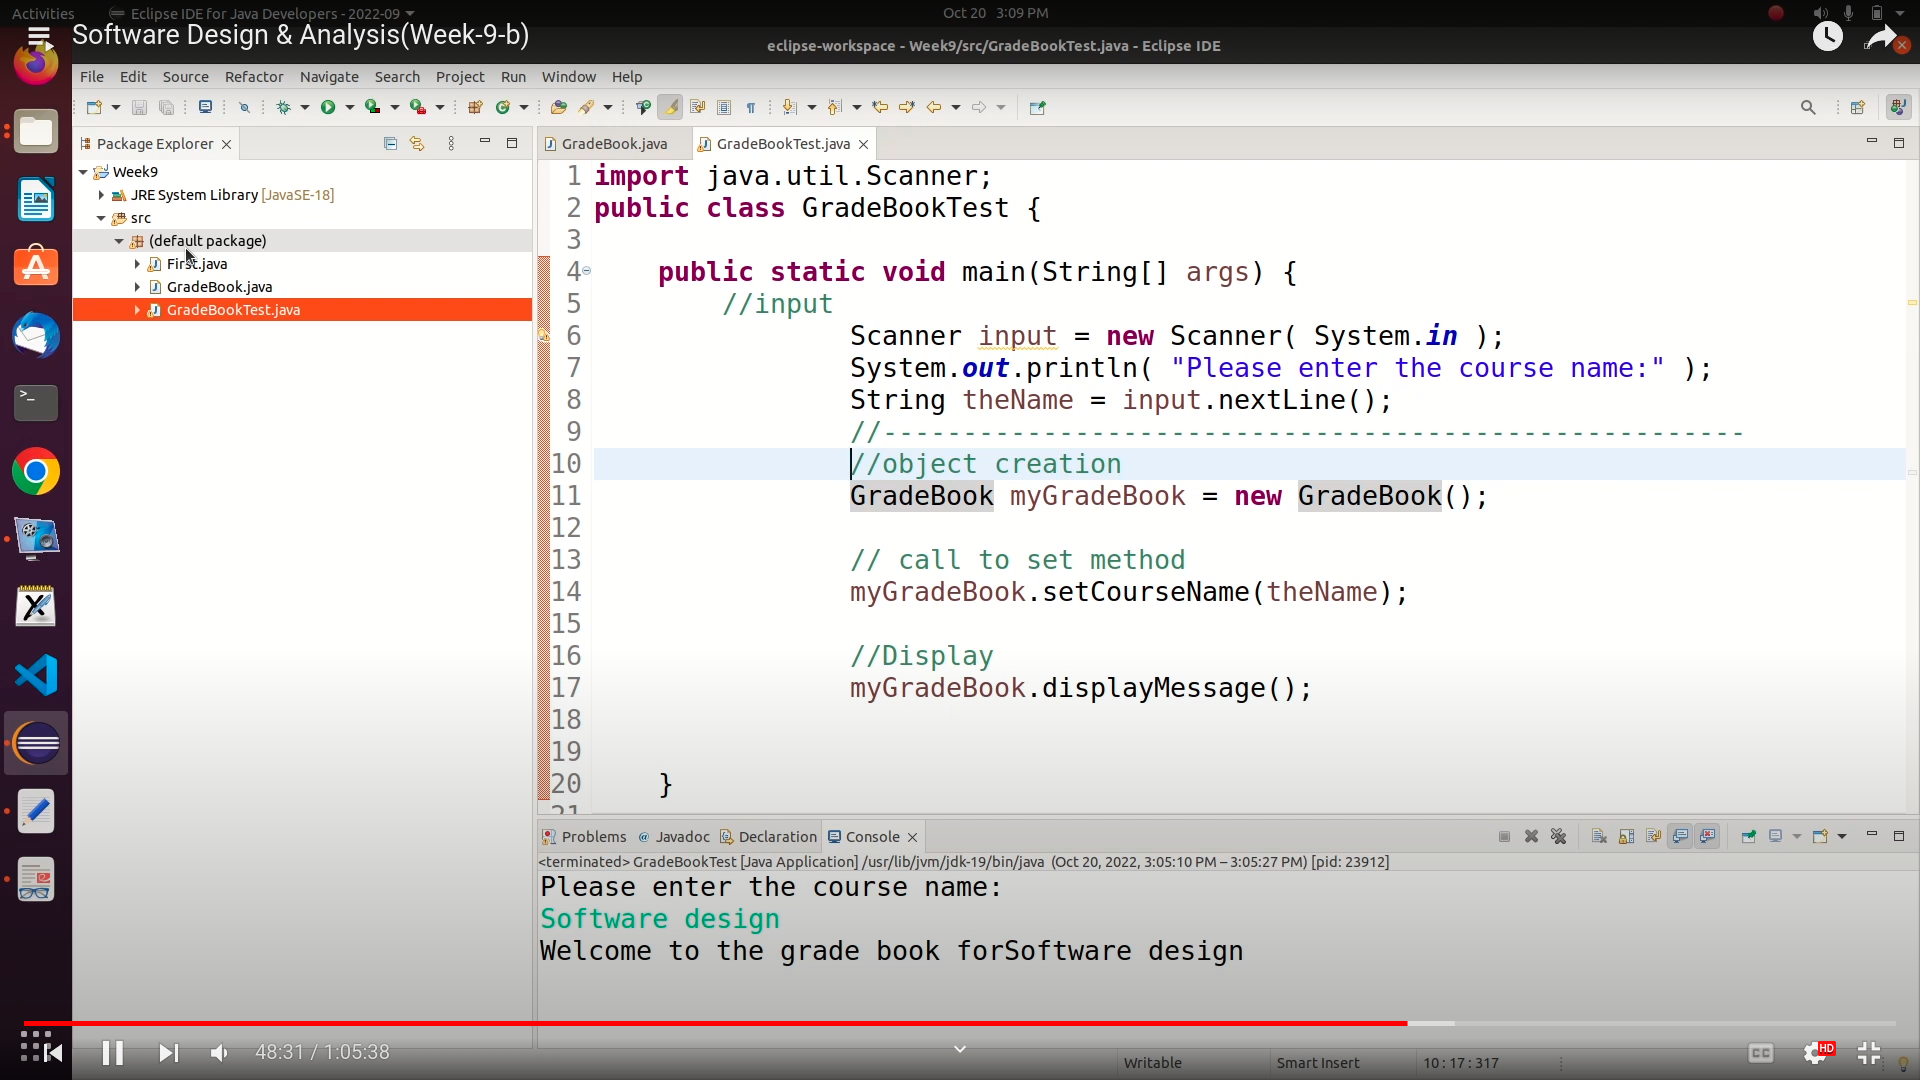 Activities
Eclipse IDE for Java Developers - 2022-09
Oct 20 3:09 PM
Software Design & Analysis(Week-9-b)
eclipse-workspace - Week9/src/GradeBookTest.java - Eclipse IDE
File Edit Source Refactor Navigate Search Project Run Window Help
Package Explorer
GradeBook.java
GradeBookTest.java
Week9
JRE System Library [JavaSE-18]
src
(default package)
First.java
GradeBook.java
GradeBookTest.java
1 import java.util.Scanner;
2 public class GradeBookTest {
3
4 public static void main(String[] args) {
5 //input
6 Scanner input = new Scanner( System.in );
7 System.out.println( "Please enter the course name:" );
8 String theName = input.nextLine();
9 //------------------------------------------------------
10 //object creation
11 GradeBook myGradeBook = new GradeBook();
12
13 // call to set method
14 myGradeBook.setCourseName(theName);
15
16 //Display
17 myGradeBook.displayMessage();
18
19
20 }
21
Problems @ Javadoc Declaration Console
<terminated> GradeBookTest [Java Application] /usr/lib/jvm/jdk-19/bin/java (Oct 20, 2022, 3:05:10 PM – 3:05:27 PM) [pid: 23912]
Please enter the course name:
Software design
Welcome to the grade book forSoftware design
48:31 / 1:05:38
Writable
Smart Insert
10 : 17 : 317
CC
HD